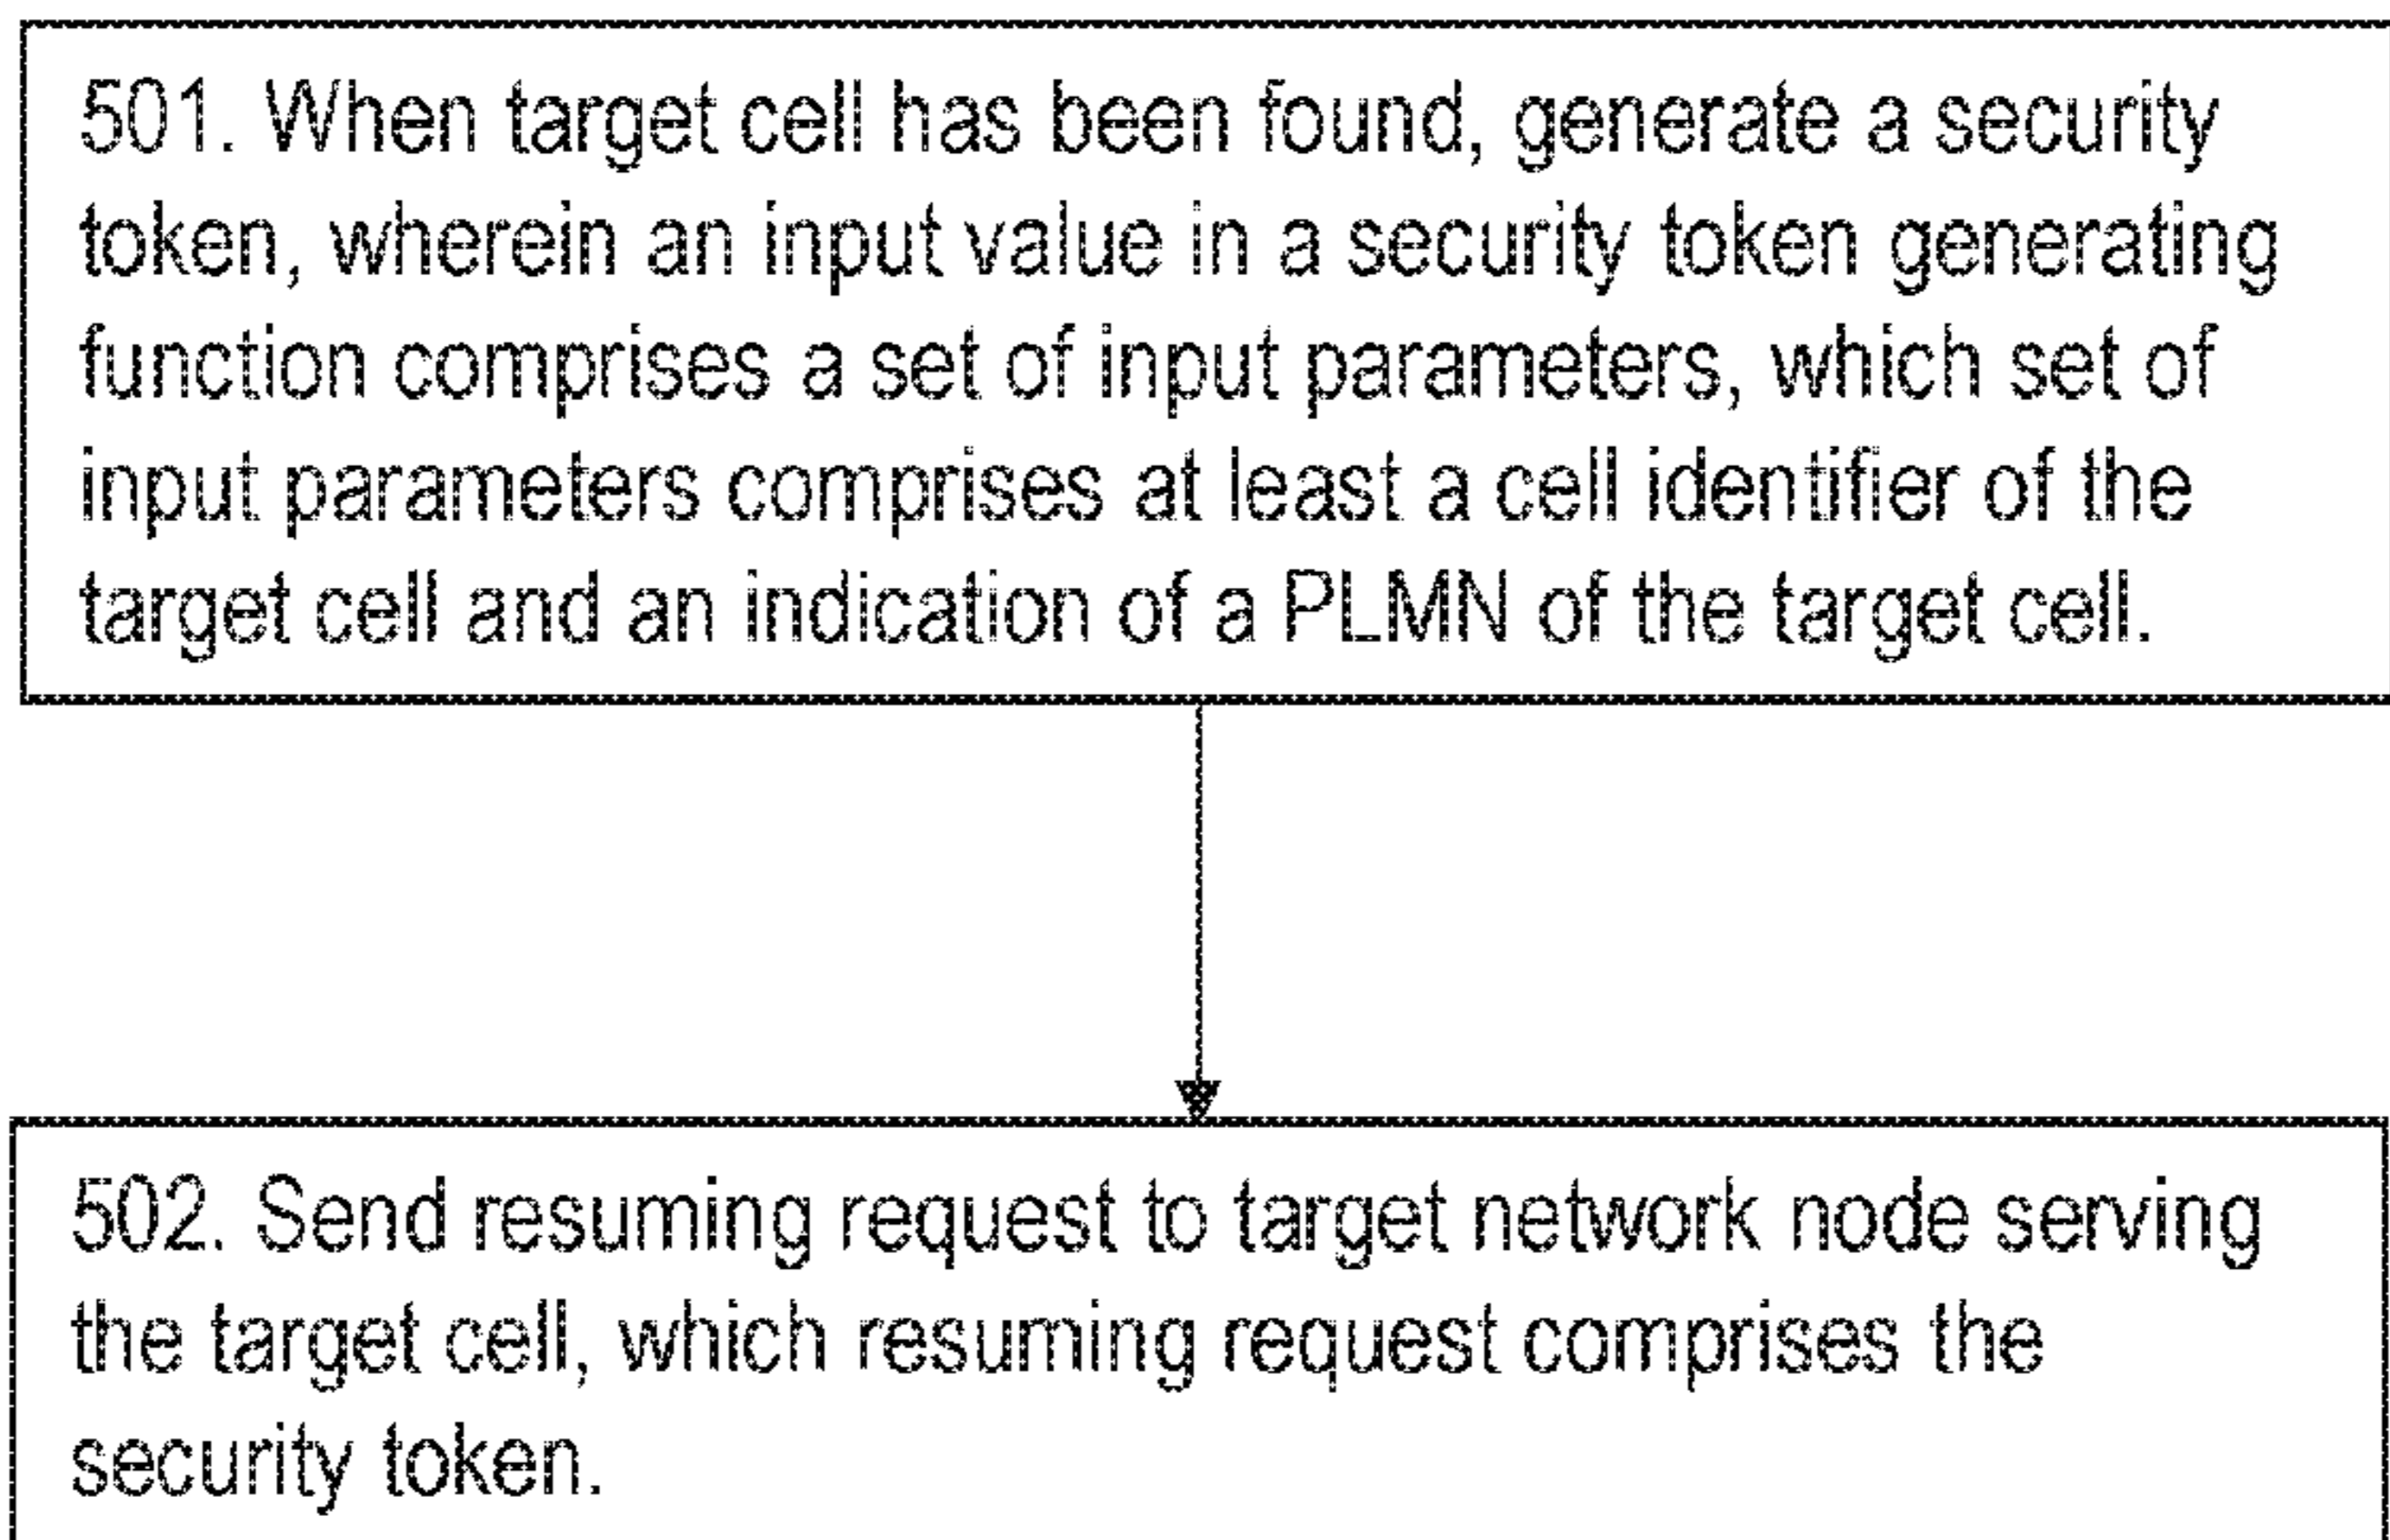 501. When target cell has been found, generate a security
token, wherein an input value in a security token generating
function comprises a set of input parameters, which set of
input parameters comprises at least a cell identifier of the
target cell and an indication of a PLMN of the target cell.
502. Send resuming request to target network node serving
the target cell, which resuming request comprises the
security token.